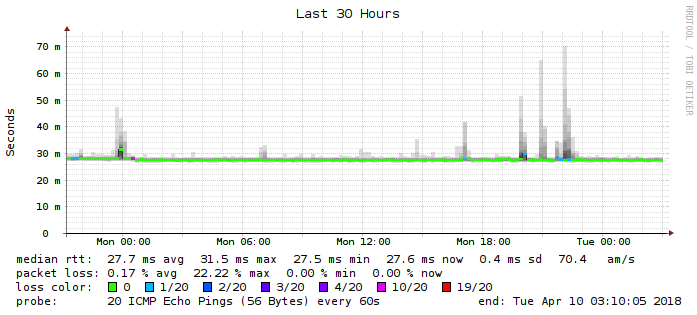 Last 30 Hours
RRDTOOL / TOBI OETIKER
Seconds
70 m
60 m
50 m
40 m
30 m
20 m
10 m
0
Mon 00:00 Mon 06:00 Mon 12:00 Mon 18:00 Tue 00:00
median rtt: 27.7 ms avg 31.5 ms max 27.5 ms min 27.6 ms now 0.4 ms sd 70.4 am/s
packet loss: 0.17 % avg 22.22 % max 0.00 % min 0.00 % now
loss color: 0 1/20 2/20 3/20 4/20 10/20 19/20
probe: 20 ICMP Echo Pings (56 Bytes) every 60s end: Tue Apr 10 03:10:05 2018